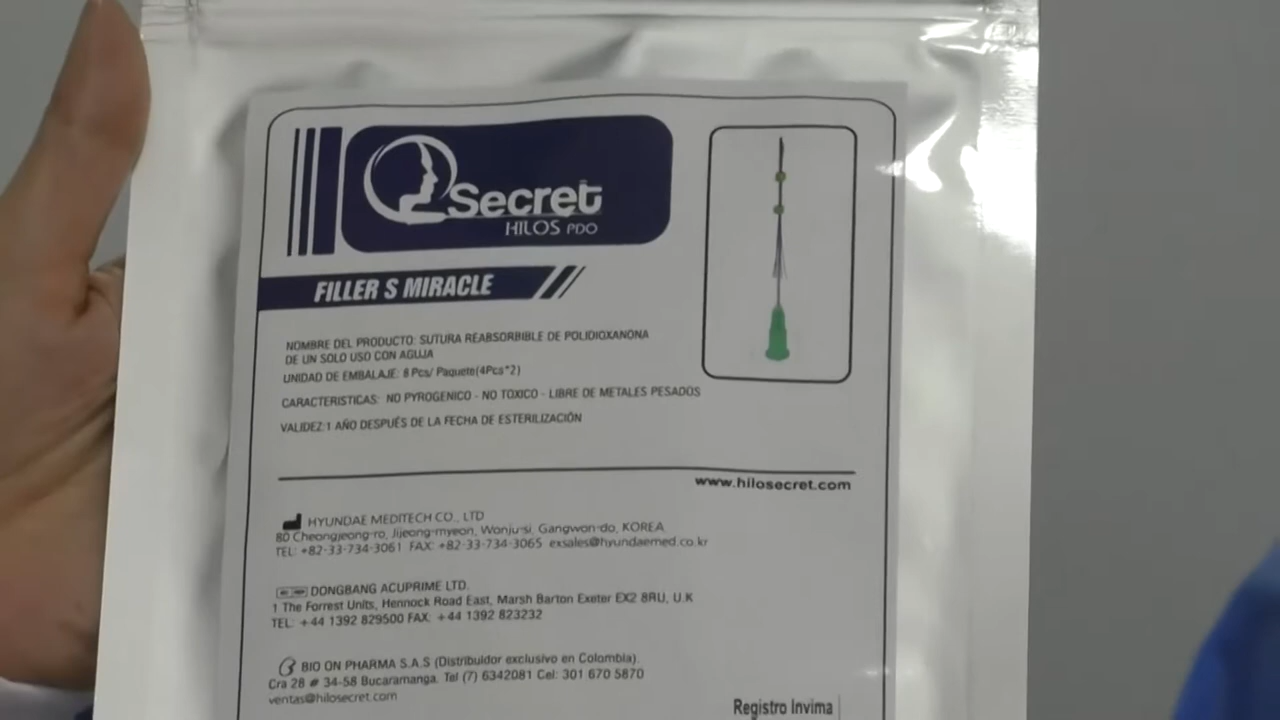 Secret
HILOS PDO
FILLER S MIRACLE
NOMBRE DEL PRODUCTO: SUTURA REABSORBIBLE DE POLIDIOXANONA
DE UN SOLO USO CON AGUJA
UNIDAD DE EMBALAJE: 8 Pcs/ Paquete(4Pcs*2)
CARACTERISTICAS: NO PYROGENICO - NO TOXICO - LIBRE DE METALES PESADOS
VALIDEZ:1 AÑO DESPUÉS DE LA FECHA DE ESTERILIZACIÓN
www.hilosecret.com
HYUNDAE MEDITECH CO., LTD
80 Cheongjeong-ro, Jijeong-myeon, Wonju-si, Gangwon-do, KOREA
TEL: +82-33-734-3061 FAX: +82-33-734-3065 exsales@hyundaemed.co.kr
DONGBANG ACUPRIME LTD.
1 The Forrest Units, Hennock Road East, Marsh Barton Exeter EX2 8RU, U.K
TEL: +44 1392 829500 FAX: +44 1392 823232
BIO ON PHARMA S.A.S (Distribuidor exclusivo en Colombia)
Cra 28 # 34-58 Bucaramanga. Tel (7) 6342081 Cel: 301 670 5870
ventas@hilosecret.com
Registro Invima